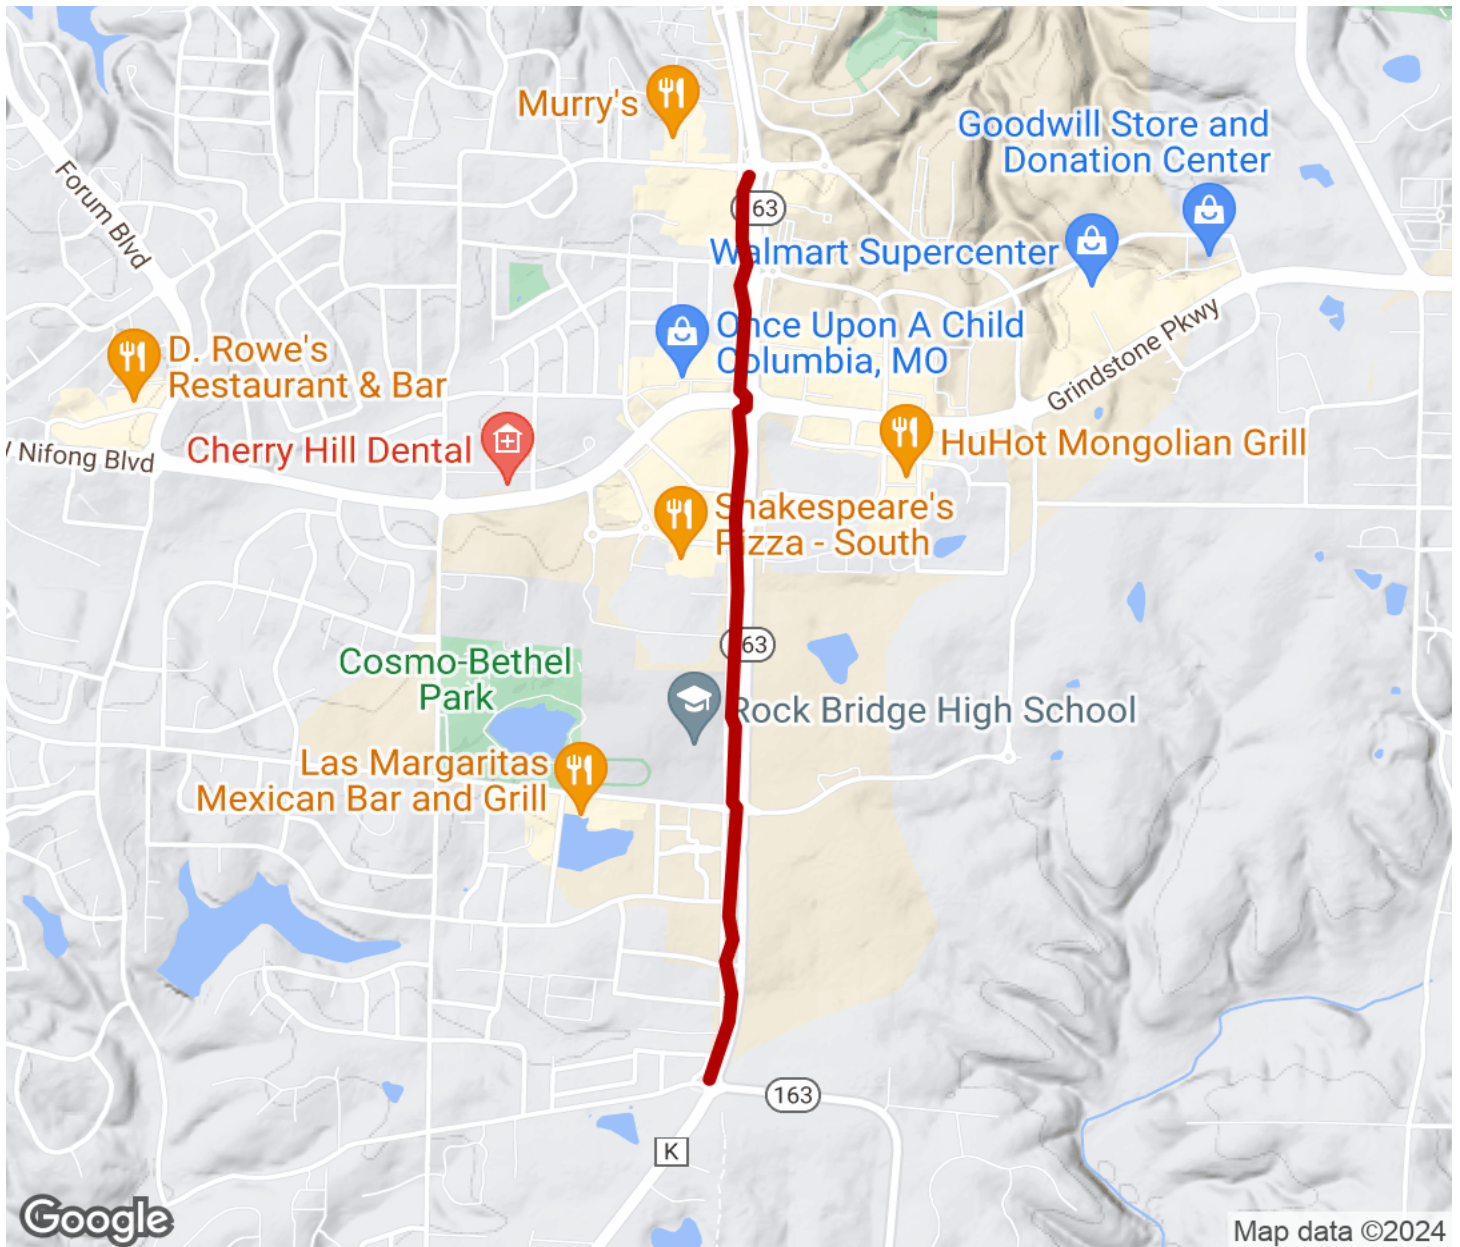 Murry's
Goodwill Store and
Donation Center
Forum Blvd
63
Walmart Supercenter
Once Upon A Child
Columbia, MO
Grindstone Pkwy
D. Rowe's
Restaurant & Bar
Nifong Blvd
Cherry Hill Dental
HuHot Mongolian Grill
Shakespeare's
Pizza - South
63
Cosmo-Bethel
Park
Rock Bridge High School
Las Margaritas
Mexican Bar and Grill
163
K
Google
Map data ©2024